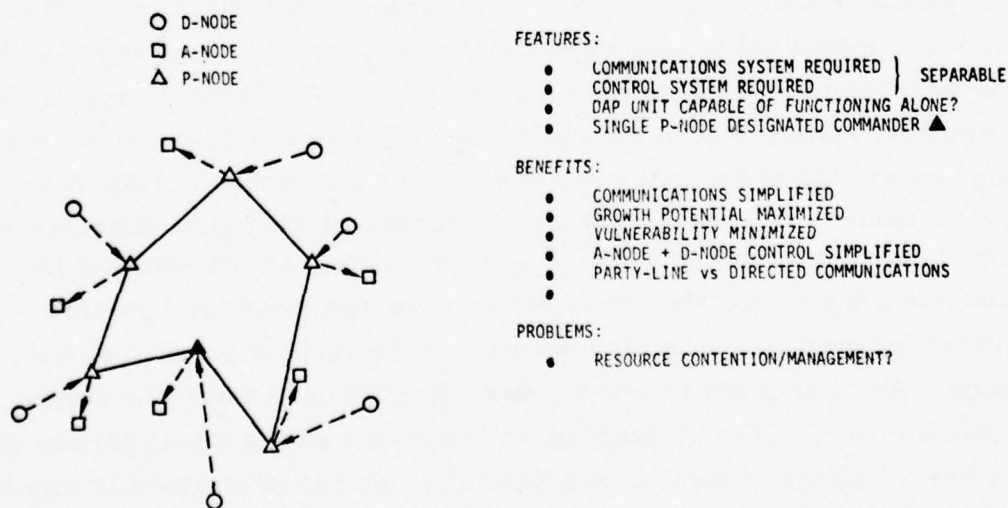 D-NODE
A-NODE
P-NODE
FEATURES:
COMMUNICATIONS SYSTEM REQUIRED
CONTROL SYSTEM REQUIRED
SEPARABLE
DAP UNIT CAPABLE OF FUNCTIONING ALONE?
SINGLE P-NODE DESIGNATED COMMANDER
BENEFITS:
COMMUNICATIONS SIMPLIFIED
GROWTH POTENTIAL MAXIMIZED
VULNERABILITY MINIMIZED
A-NODE + D-NODE CONTROL SIMPLIFIED
PARTY-LINE vs DIRECTED COMMUNICATIONS
PROBLEMS:
RESOURCE CONTENTION/MANAGEMENT?